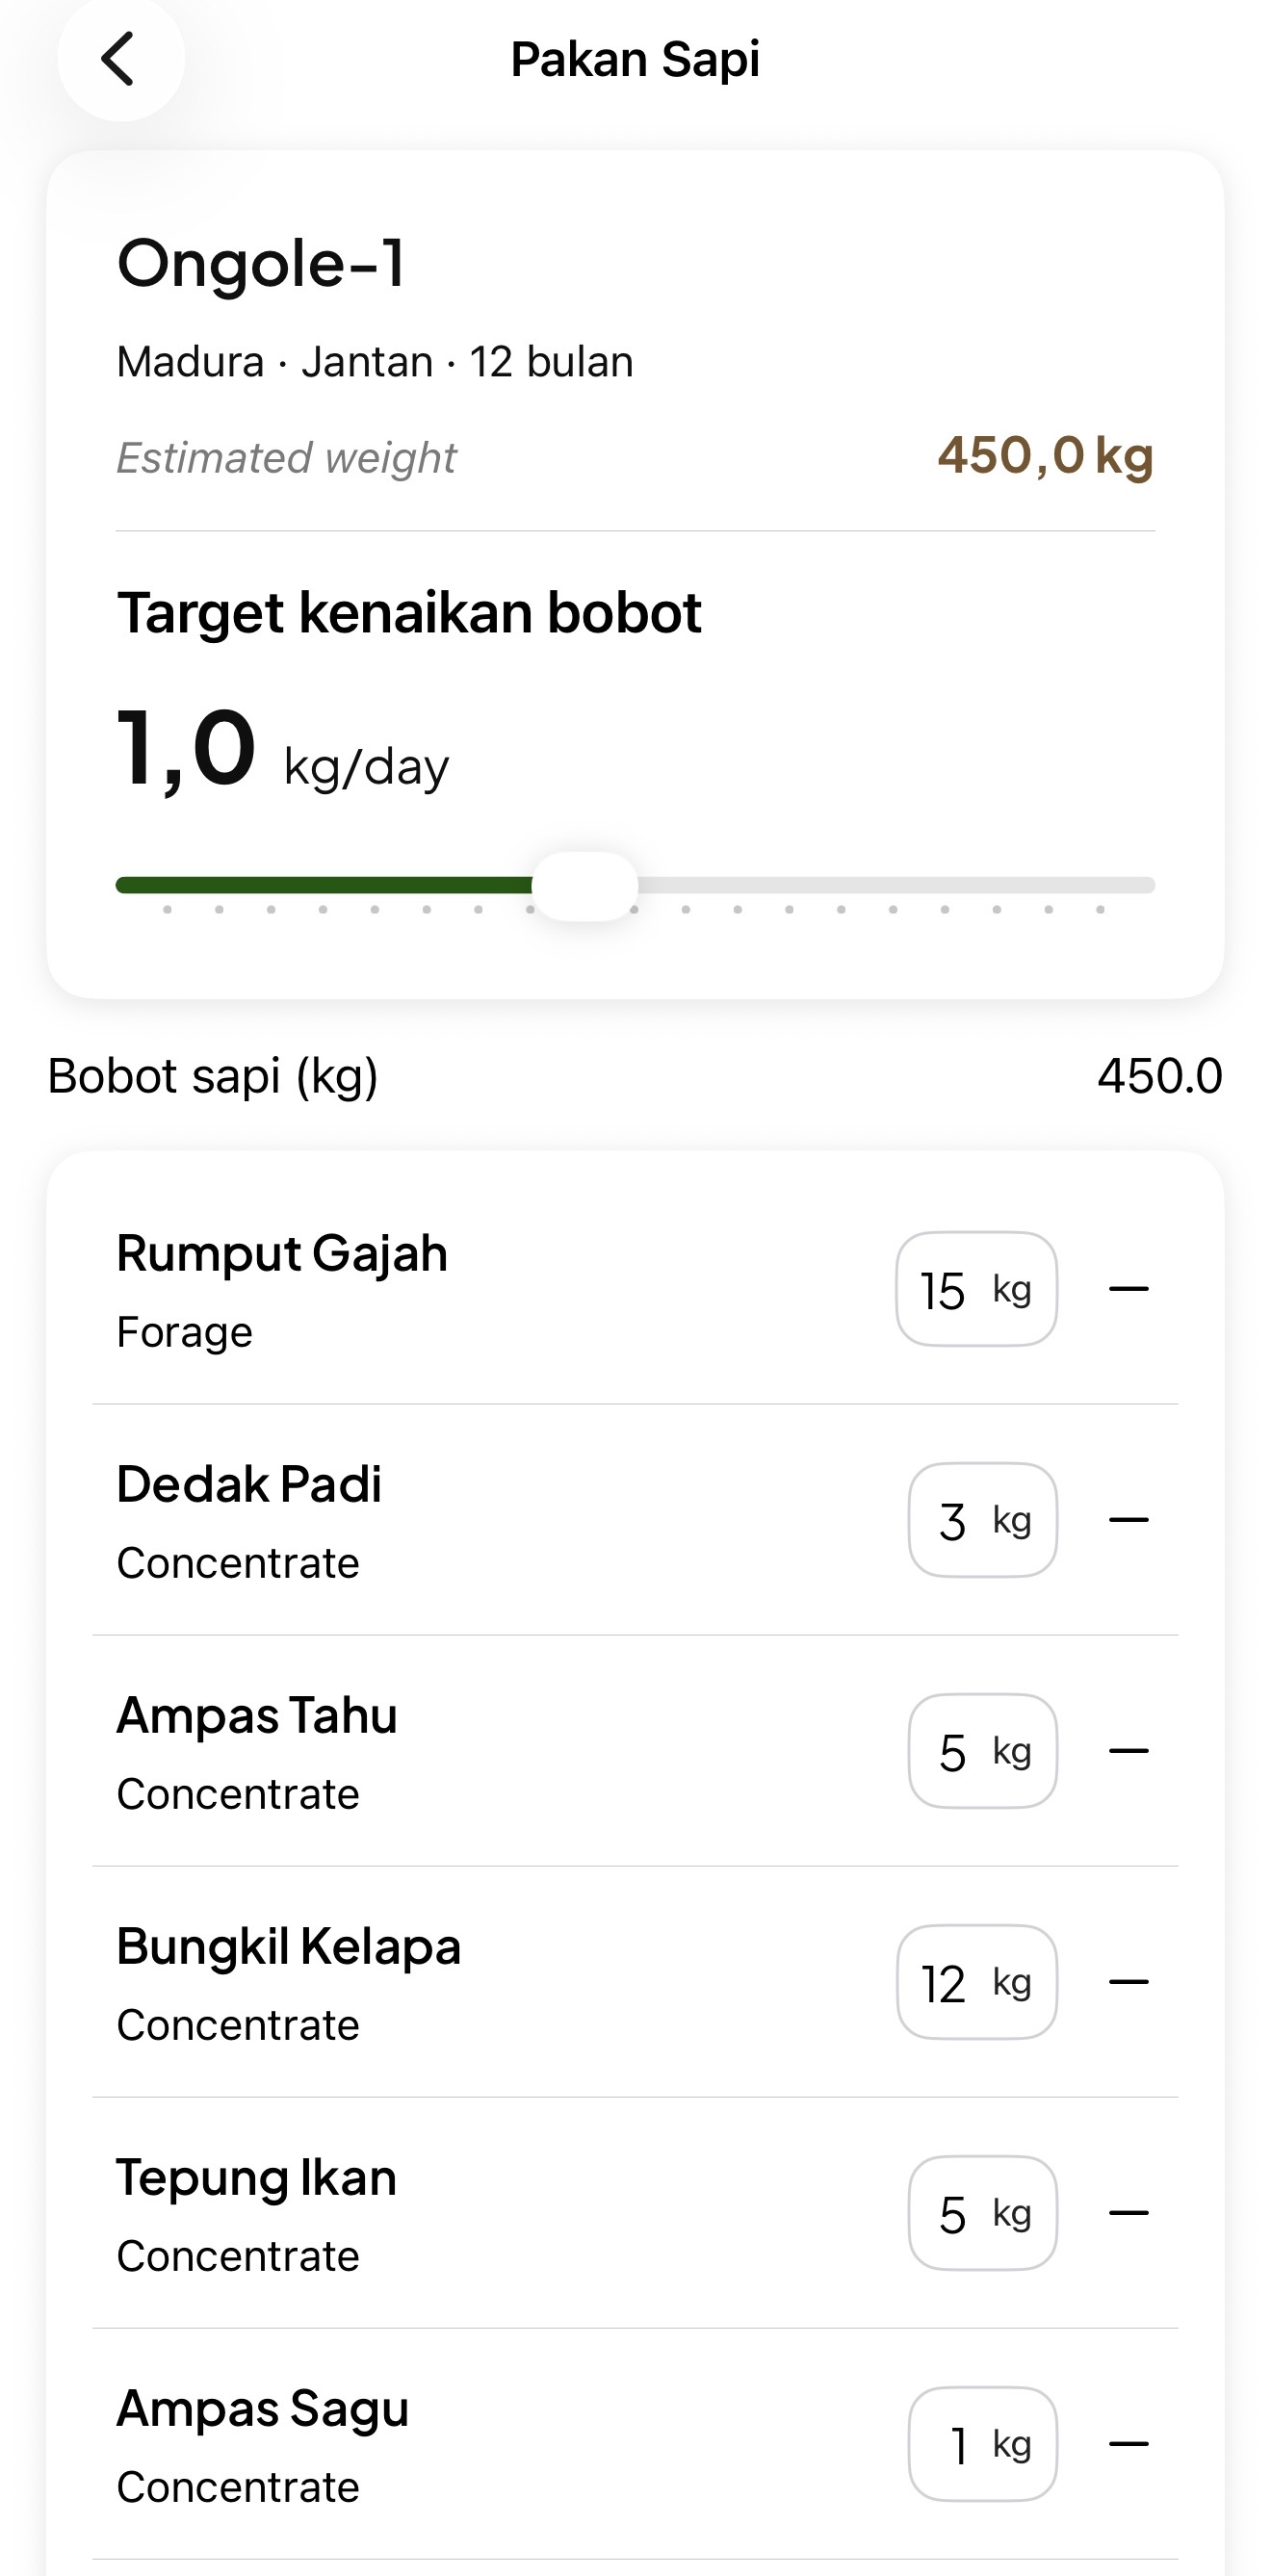 Pakan Sapi
Ongole-1
Madura · Jantan · 12 bulan
Estimated weight 450,0 kg
Target kenaikan bobot
1,0 kg/day
Bobot sapi (kg) 450.0
Rumput Gajah
15 kg
Forage
Dedak Padi
3 kg
Concentrate
Ampas Tahu
5 kg
Concentrate
Bungkil Kelapa
12 kg
Concentrate
Tepung Ikan
5 kg
Concentrate
Ampas Sagu
1 kg
Concentrate